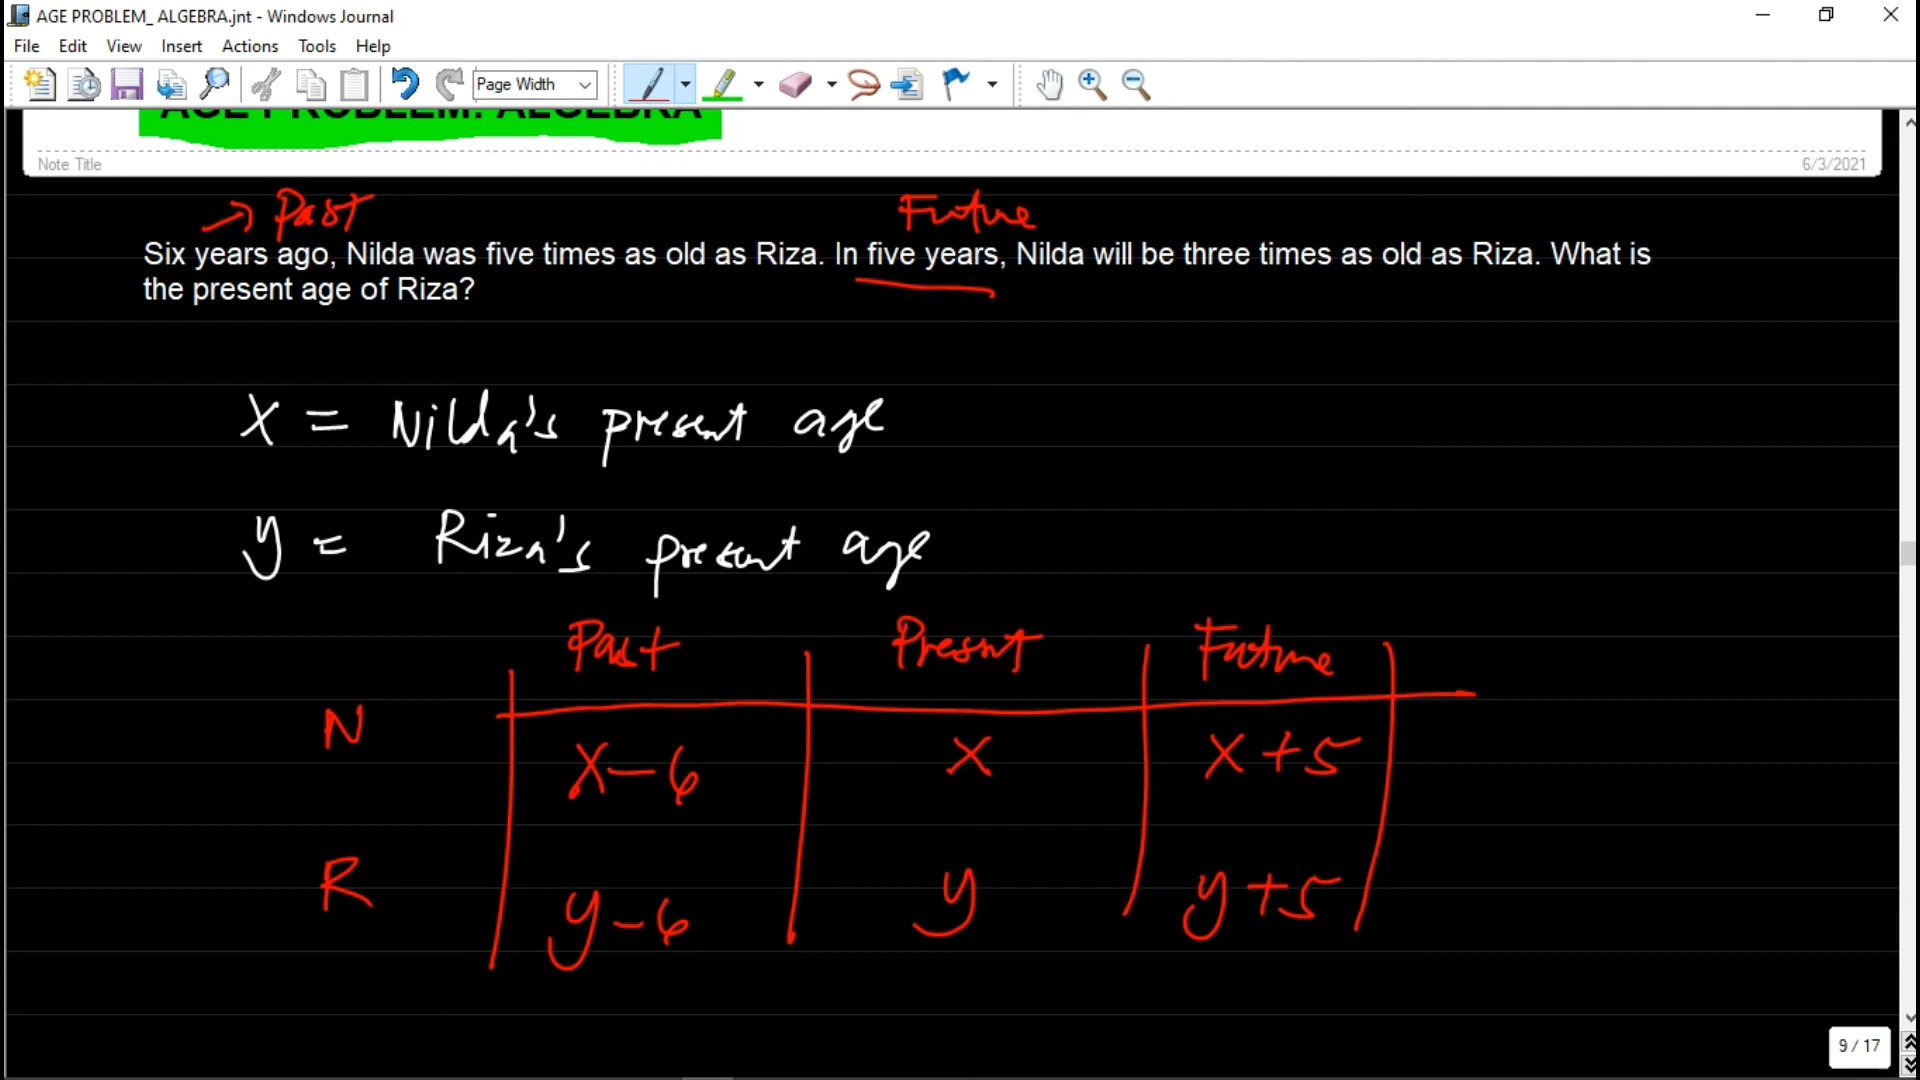 AGE PROBLEM_ ALGEBRA.jnt - Windows Journal
File Edit View Insert Actions Tools Help
Page Width
AGE PROBLEM: ALGEBRA
Note Title
6/3/2021
Past Future
Six years ago, Nilda was five times as old as Riza. In five years, Nilda will be three times as old as Riza. What is
the present age of Riza?
X = Nilda's present age
y = Riza's present age
Past Present Future
N X-6 X X+5
R y-6 y y+5
9 / 17